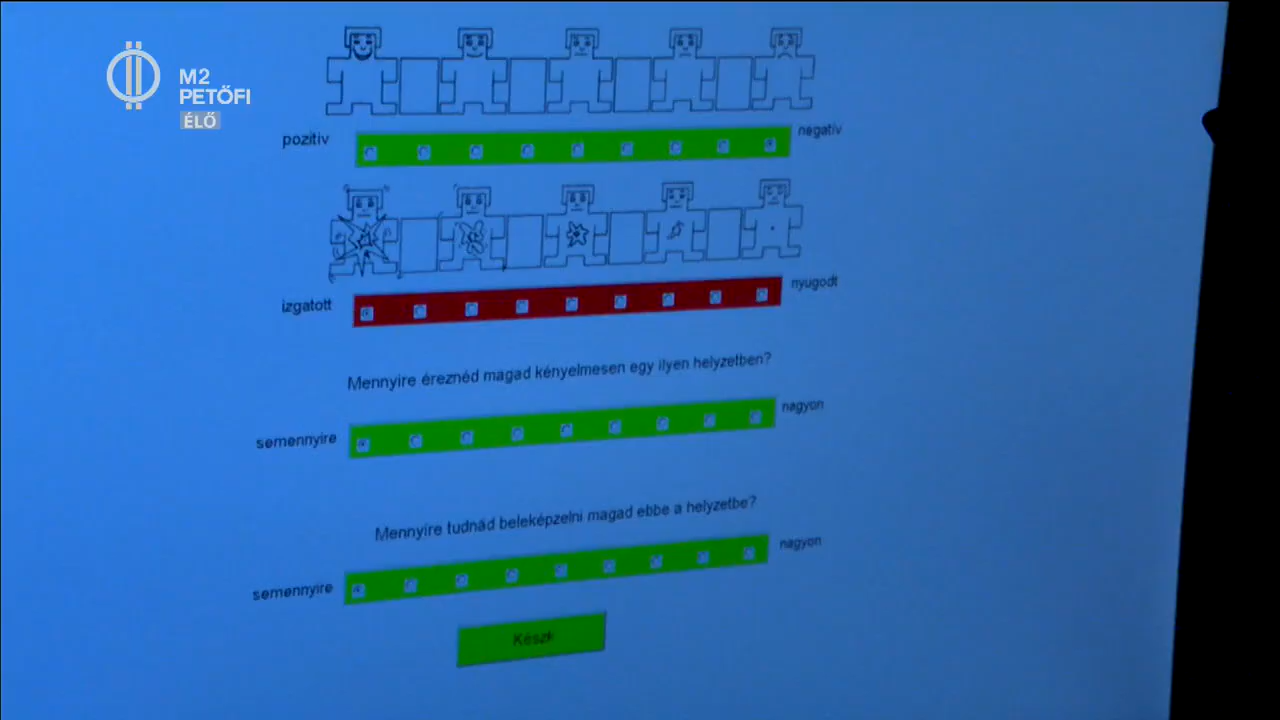 M2
PETŐFI
ÉLŐ
pozitív
negatív
izgatott
nyugodt
Mennyire éreznéd magad kényelmesen egy ilyen helyzetben?
semennyire
nagyon
Mennyire tudnád beleképzelni magad ebbe a helyzetbe?
semennyire
nagyon